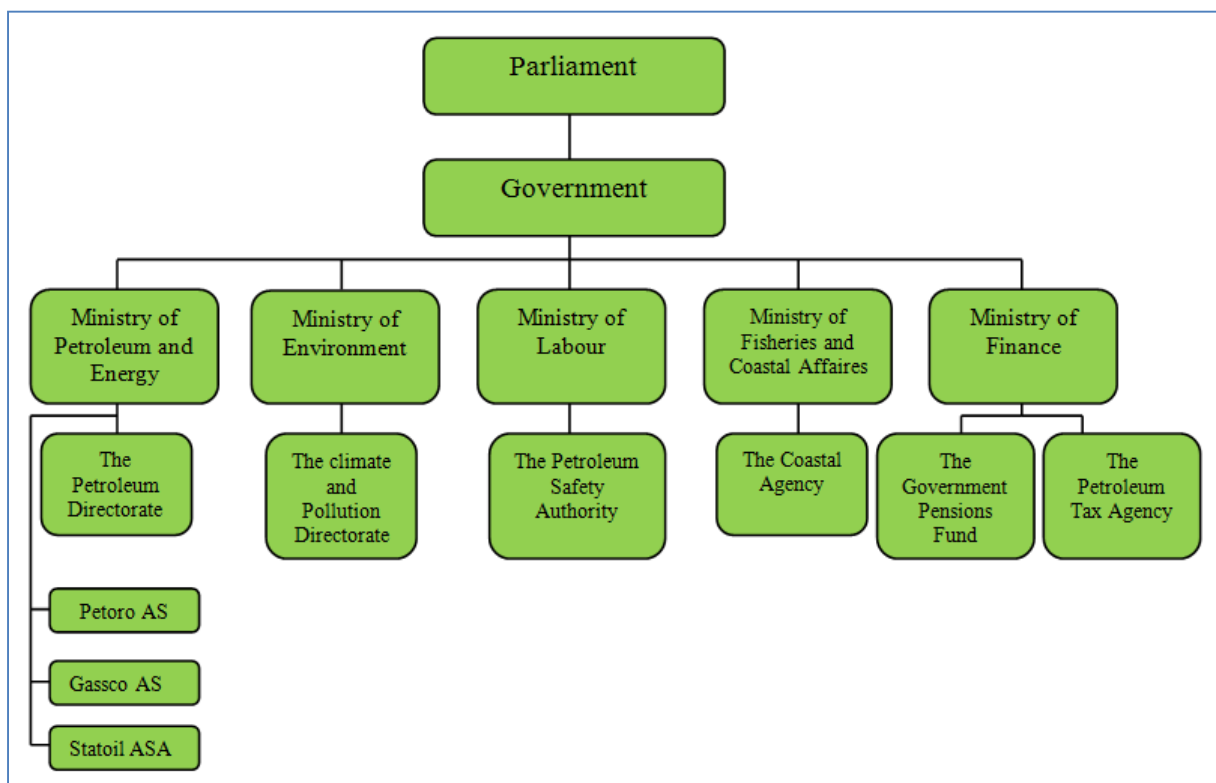 Parliament
Government
Ministry of
Petroleum and
Energy
Ministry of
Environment
Ministry of
Labour
Ministry of
Fisheries and
Coastal Affaires
Ministry of
Finance
The
Petroleum
Directorate
The climate
and
Pollution
Directorate
The Petroleum
Safety
Authority
The Coastal
Agency
The
Government
Pensions
Fund
The
Petroleum
Tax Agency
Petoro AS
Gassco AS
Statoil ASA